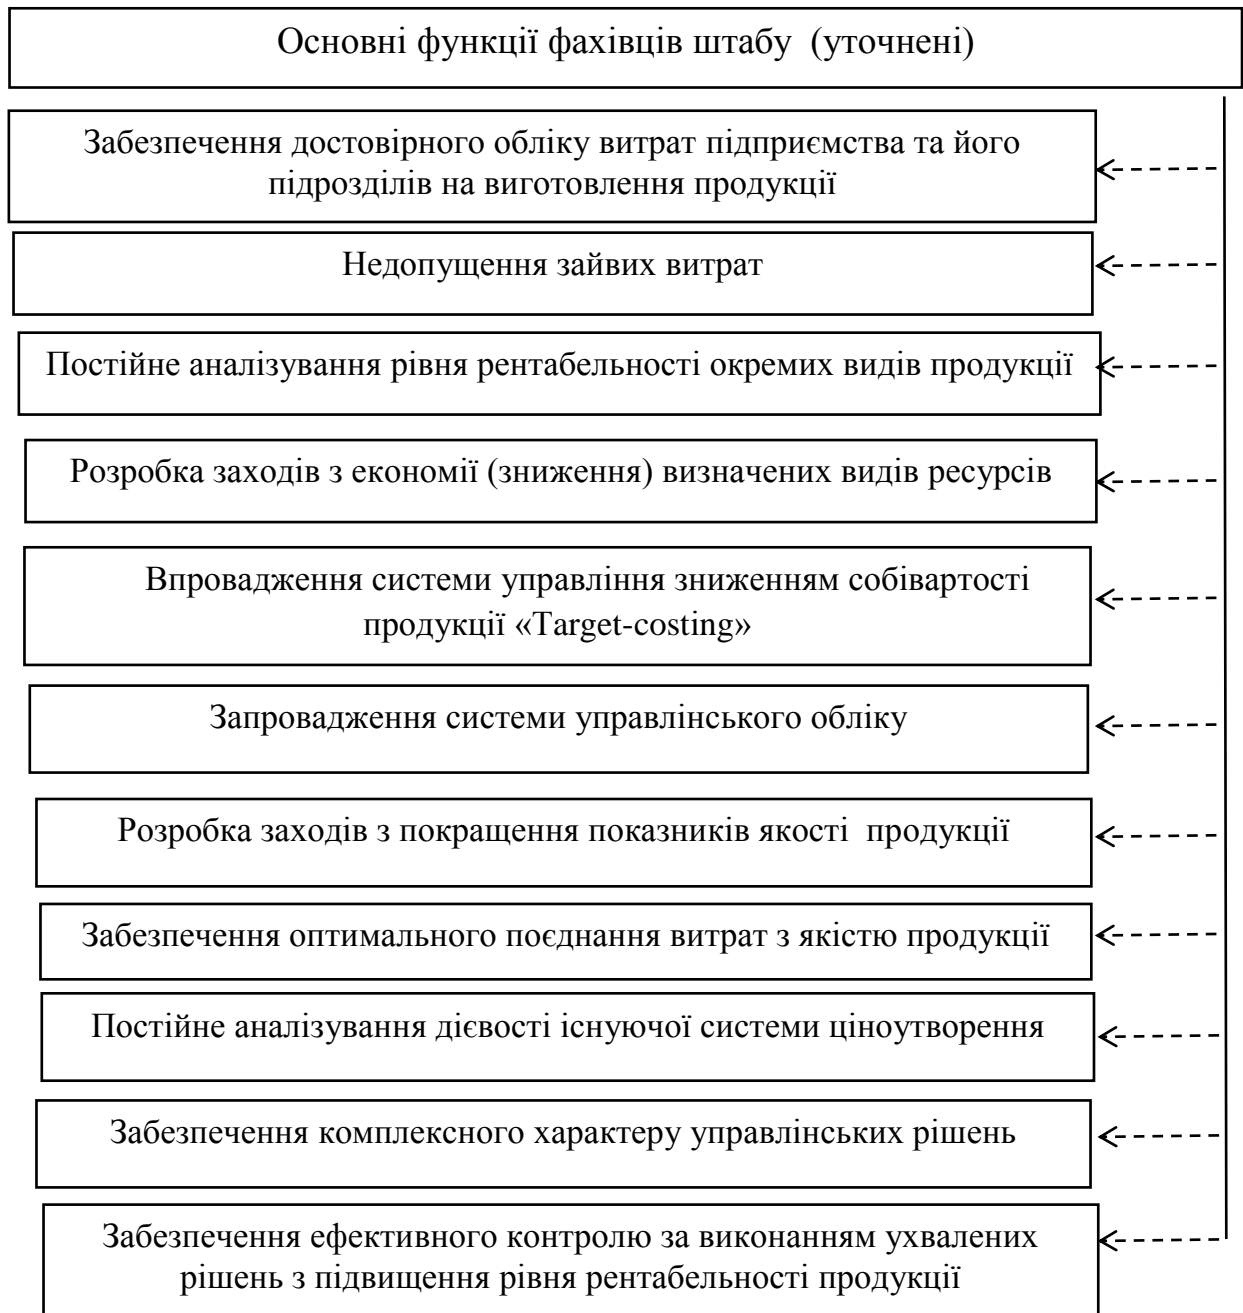 Основні функції фахівців штабу (уточнені)
Забезпечення достовірного обліку витрат підприємства та його
підрозділів на виготовлення продукції
Недопущення зайвих витрат
Постійне аналізування рівня рентабельності окремих видів продукції
Розробка заходів з економії (зниження) визначених видів ресурсів
Впровадження системи управління зниженням собівартості
продукції «Target-costing»
Запровадження системи управлінського обліку
Розробка заходів з покращення показників якості продукції
Забезпечення оптимального поєднання витрат з якістю продукції
Постійне аналізування дієвості існуючої системи ціноутворення
Забезпечення комплексного характеру управлінських рішень
Забезпечення ефективного контролю за виконанням ухвалених
рішень з підвищення рівня рентабельності продукції